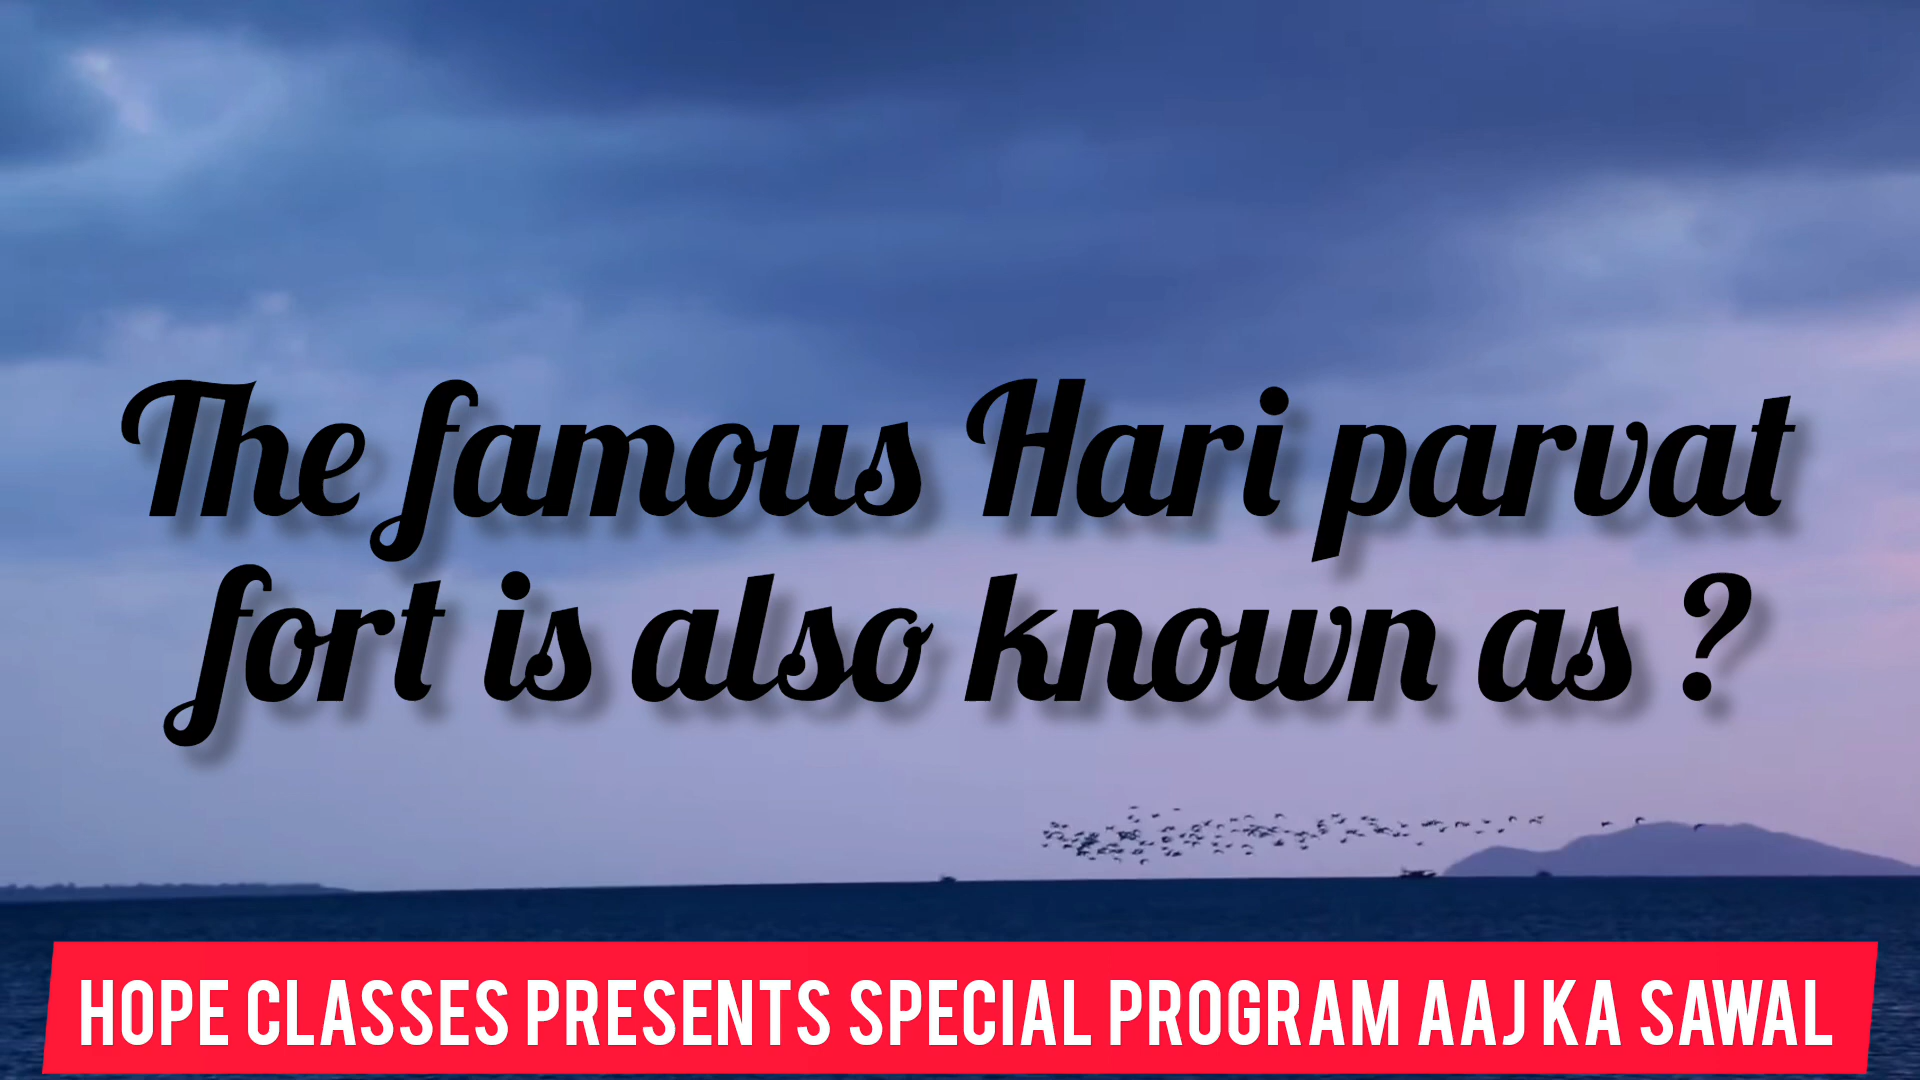 The famous Hari parvat
fort is also known as ?
HOPE CLASSES PRESENTS SPECIAL PROGRAM AAJ KA SAWAL